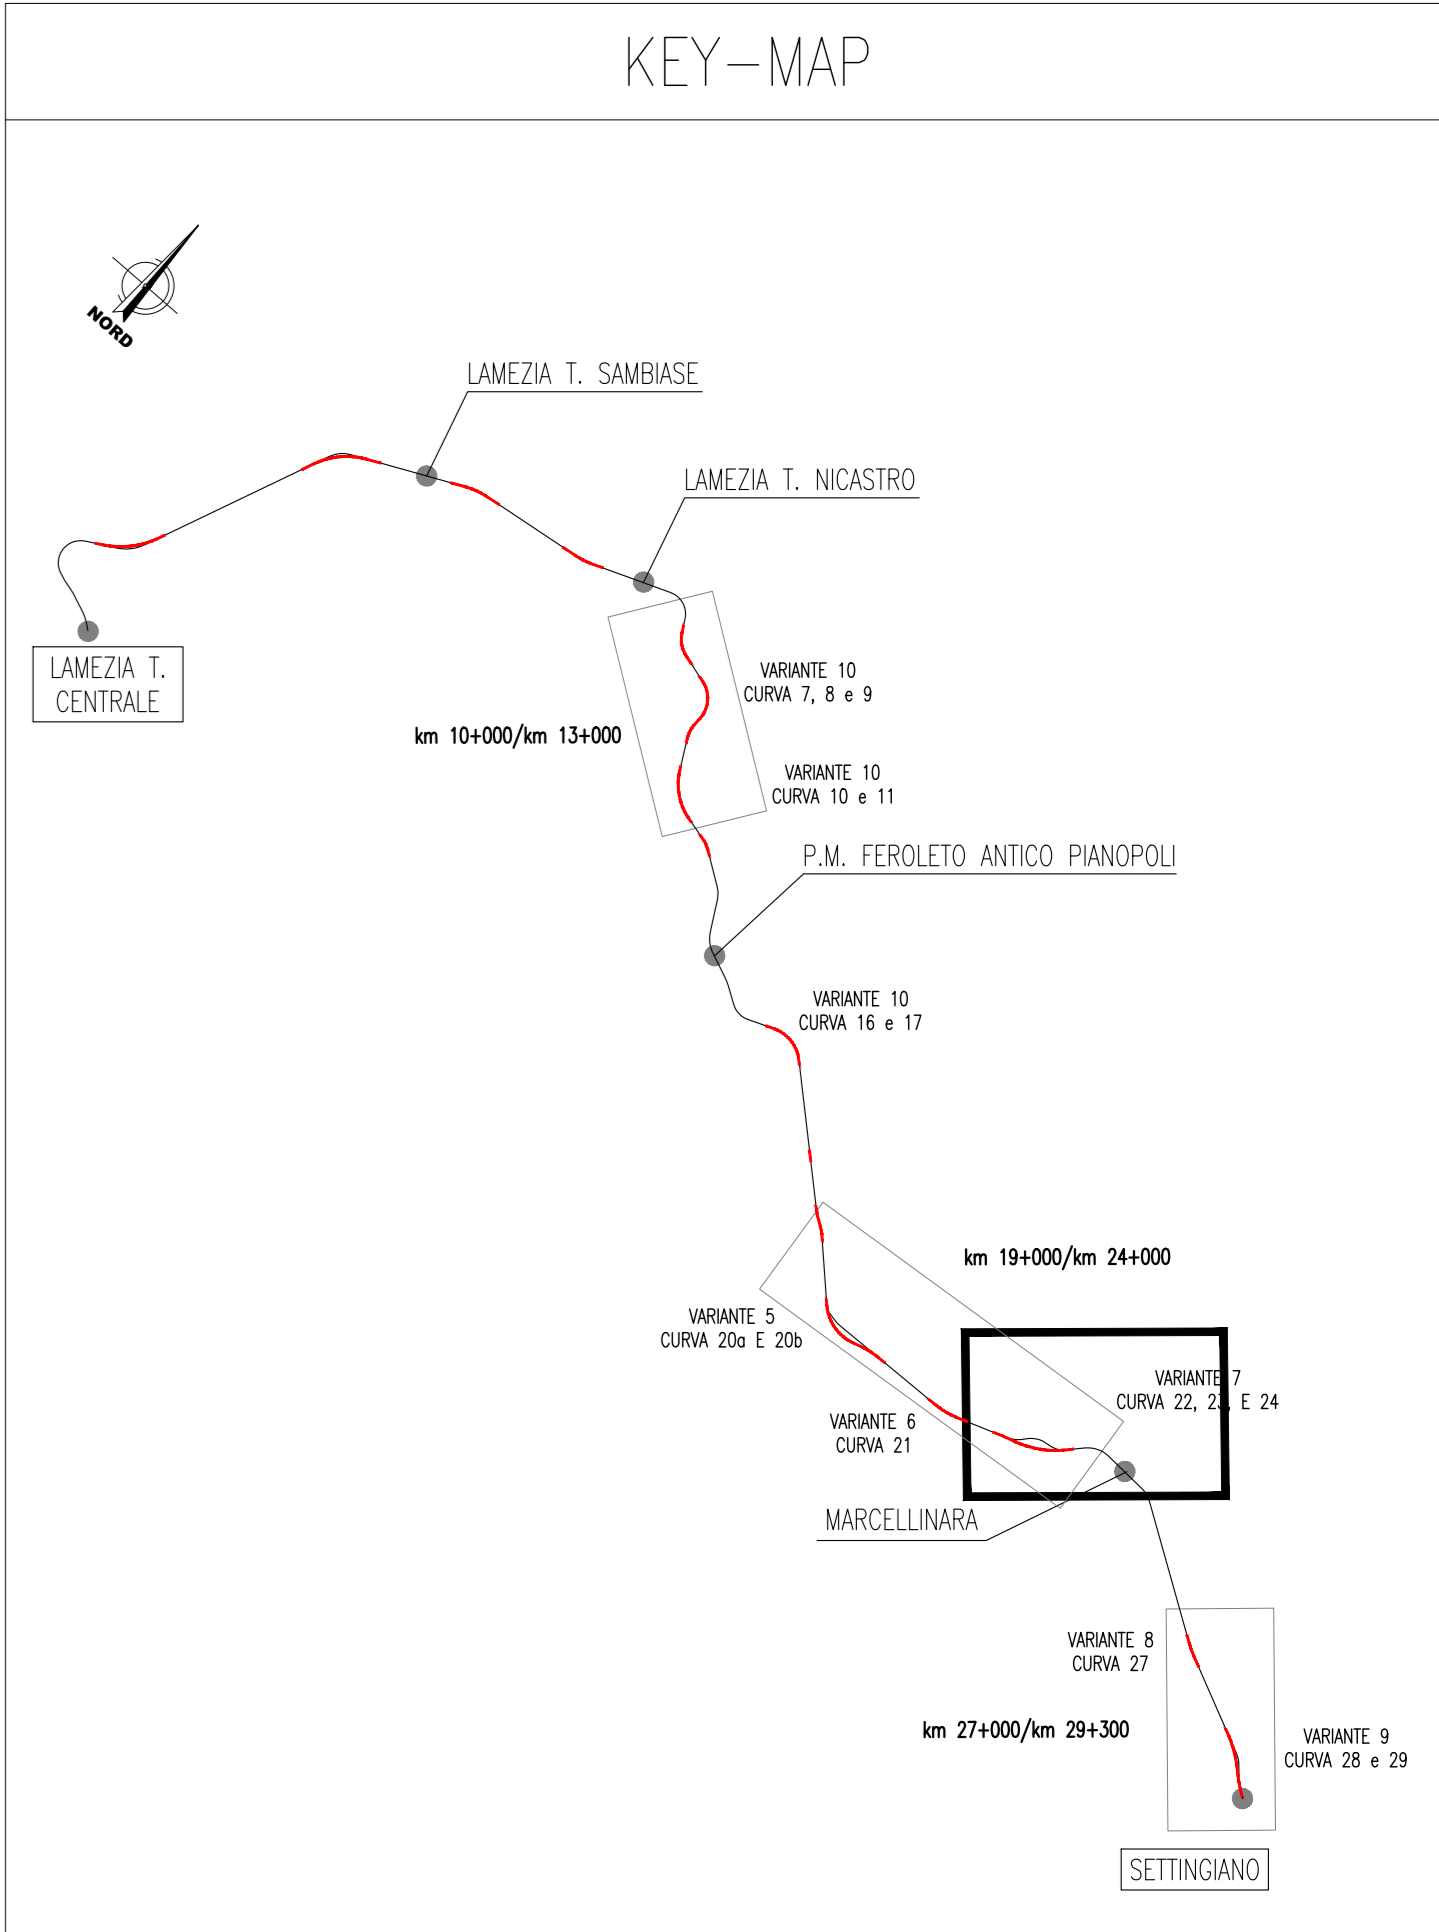 KEY-MAP
NORD
LAMEZIA T. SAMBIASE
LAMEZIA T. NICASTRO
LAMEZIA T.
CENTRALE
VARIANTE 10
CURVA 7, 8 e 9
km 10+000/km 13+000
VARIANTE 10
CURVA 10 e 11
P.M. FEROLETO ANTICO PIANOPOLI
VARIANTE 10
CURVA 16 e 17
km 19+000/km 24+000
VARIANTE 5
CURVA 20a E 20b
VARIANTE 7
CURVA 22, 23, E 24
VARIANTE 6
CURVA 21
MARCELLINARA
VARIANTE 8
CURVA 27
km 27+000/km 29+300
VARIANTE 9
CURVA 28 e 29
SETTINGIANO